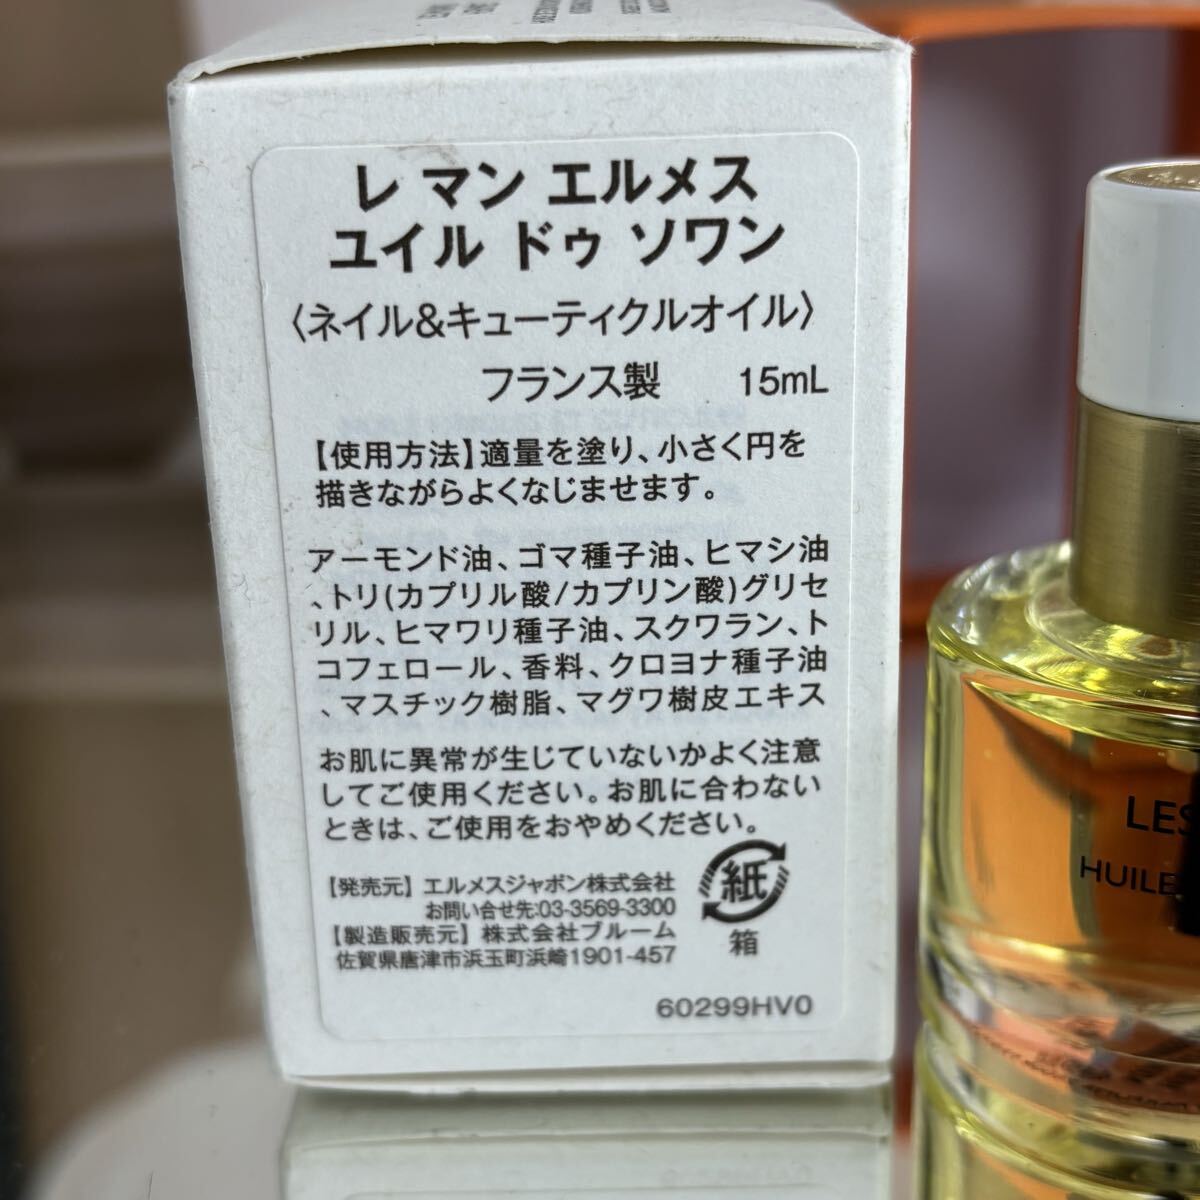 レ マン エルメス
ユイル ドゥ ソワン
〈ネイル&キューティクルオイル〉
フランス製 15mL
【使用方法】適量を塗り、小さく円を
描きながらよくなじませます。
アーモンド油、ゴマ種子油、ヒマシ油
、トリ(カプリル酸/カプリン酸)グリセ
リル、ヒマワリ種子油、スクワラン、ト
コフェロール、香料、クロヨナ種子油
、マスチック樹脂、マグワ樹皮エキス
お肌に異常が生じていないかよく注意
してご使用ください。お肌に合わない
ときは、ご使用をおやめください。
【発売元】エルメスジャポン株式会社
お問い合せ先:03-3569-3300
【製造販売元】株式会社ブルーム
佐賀県唐津市浜玉町浜崎1901-457
紙
箱
60299HV0
LES
HUILE